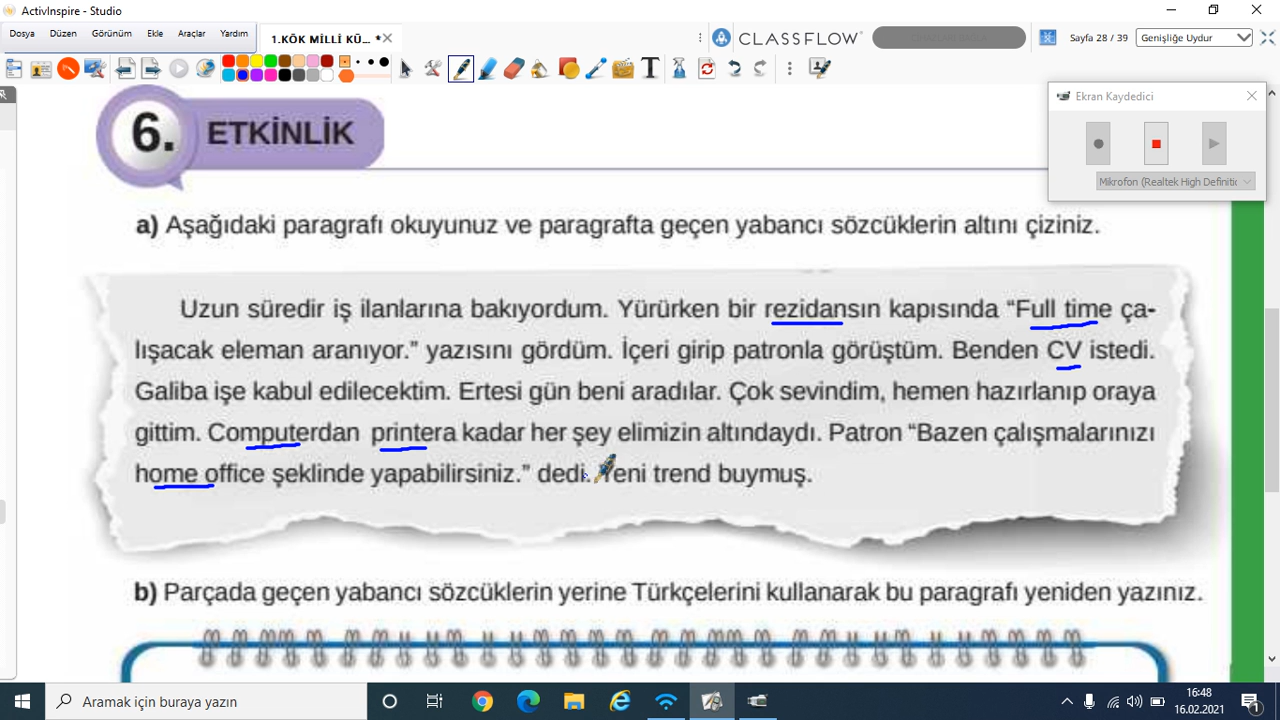 ActivInspire - Studio
Dosya Düzen Görünüm Ekle Araçlar Yardım
1.KÖK MİLLİ KÜ... *
CLASSFLOW
Sayfa 28 / 39
Genişliğe Uydur
Ekran Kaydedici
Mikrofon (Realtek High Definitic
6. ETKİNLİK
a) Aşağıdaki paragrafı okuyunuz ve paragrafta geçen yabancı sözcüklerin altını çiziniz.
Uzun süredir iş ilanlarına bakıyordum. Yürürken bir rezidansın kapısında “Full time ça-
lışacak eleman aranıyor.” yazısını gördüm. İçeri girip patronla görüştüm. Benden CV istedi.
Galiba işe kabul edilecektim. Ertesi gün beni aradılar. Çok sevindim, hemen hazırlanıp oraya
gittim. Computerdan printera kadar her şey elimizin altındaydı. Patron “Bazen çalışmalarınızı
home office şeklinde yapabilirsiniz.” dedi. Yeni trend buymuş.
b) Parçada geçen yabancı sözcüklerin yerine Türkçelerini kullanarak bu paragrafı yeniden yazınız.
Aramak için buraya yazın
16:48
16.02.2021
1